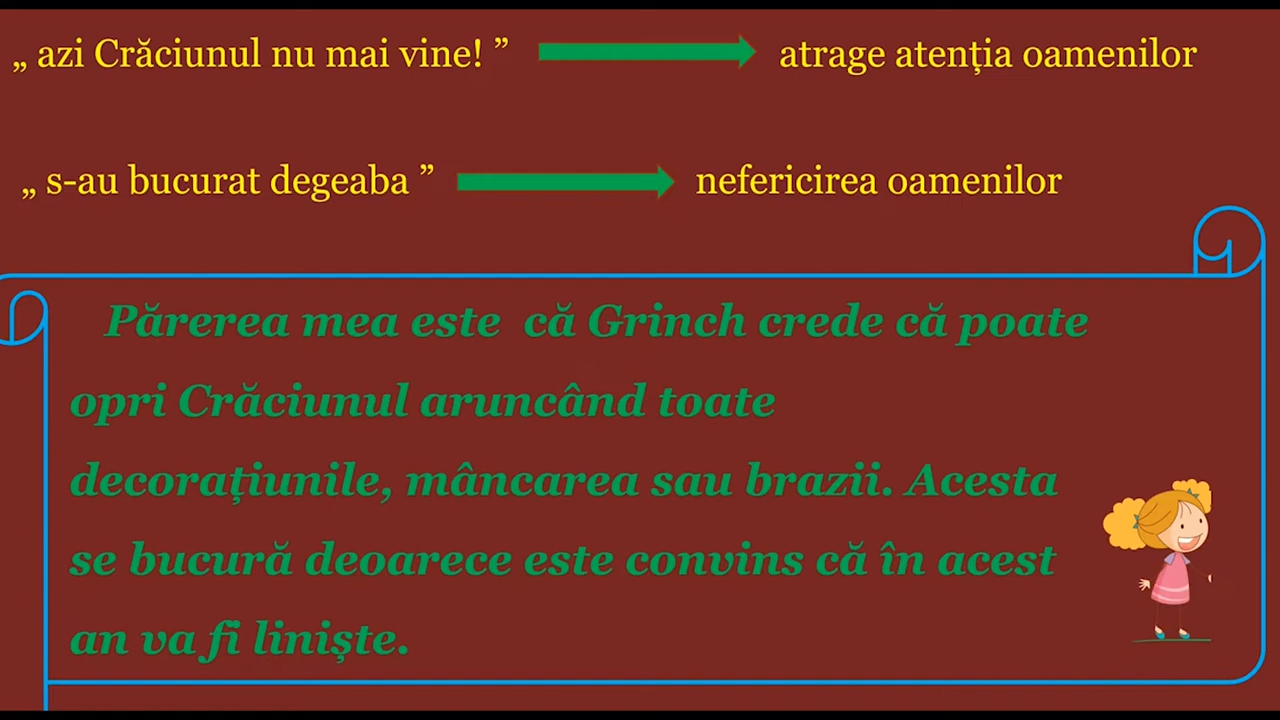 „ azi Crăciunul nu mai vine! ” atrage atenția oamenilor
„ s-au bucurat degeaba ” nefericirea oamenilor
Părerea mea este că Grinch crede că poate
opri Crăciunul aruncând toate
decorațiunile, mâncarea sau brazii. Acesta
se bucură deoarece este convins că în acest
an va fi liniște.